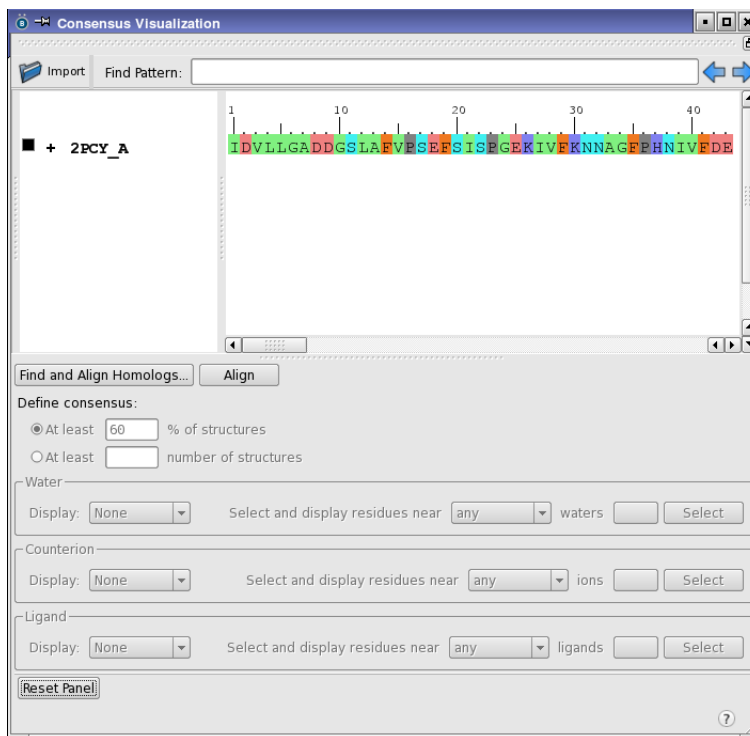 Consensus Visualization
Import Find Pattern:
1 10 20 30 40
+ 2PCY_A IDVLLGADDGSLAFVPSEFSISPGEKIVFKNNAGFPHNIVFDE
Find and Align Homologs... Align
Define consensus:
At least 60 % of structures
At least number of structures
Water
Display: None Select and display residues near any waters Select
Counterion
Display: None Select and display residues near any ions Select
Ligand
Display: None Select and display residues near any ligands Select
Reset Panel
?